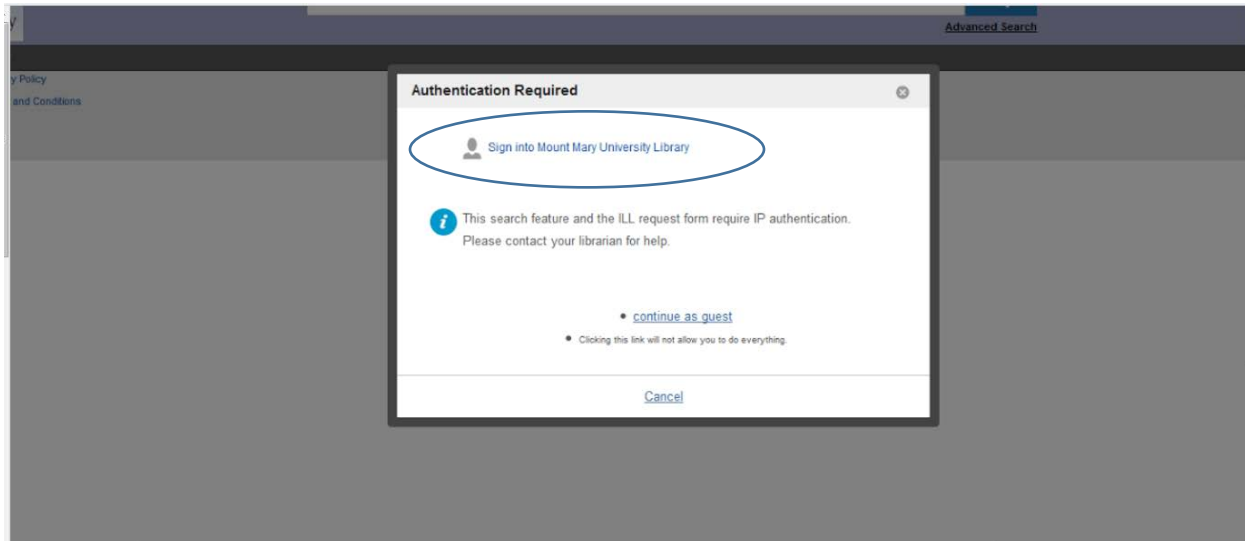 Advanced Search
y Policy
and Conditions
Authentication Required
Sign into Mount Mary University Library
This search feature and the ILL request form require IP authentication.
Please contact your librarian for help.
continue as guest
Clicking this link will not allow you to do everything.
Cancel